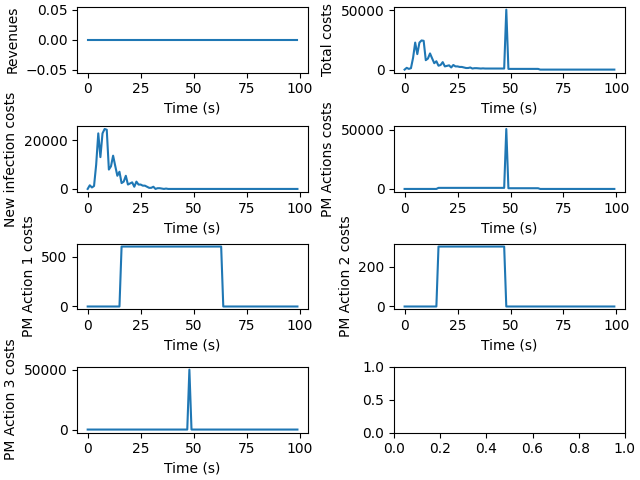 Revenues
0.05
0.00
−0.05
0 25 50 75 100
Time (s)
Total costs
50000
0
0 25 50 75 100
Time (s)
New infection costs
20000
0
0 25 50 75 100
Time (s)
PM Actions costs
50000
0
0 25 50 75 100
Time (s)
PM Action 1 costs
500
0
0 25 50 75 100
Time (s)
PM Action 2 costs
200
0
0 25 50 75 100
Time (s)
PM Action 3 costs
50000
0
0 25 50 75 100
Time (s)
1.0
0.5
0.0
0.0 0.2 0.4 0.6 0.8 1.0